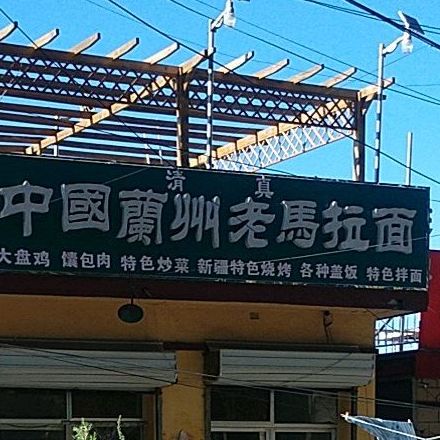 清真
中國蘭州老馬拉面
大盘鸡 馕包肉 特色炒菜 新疆特色烧烤 各种盖饭 特色拌面